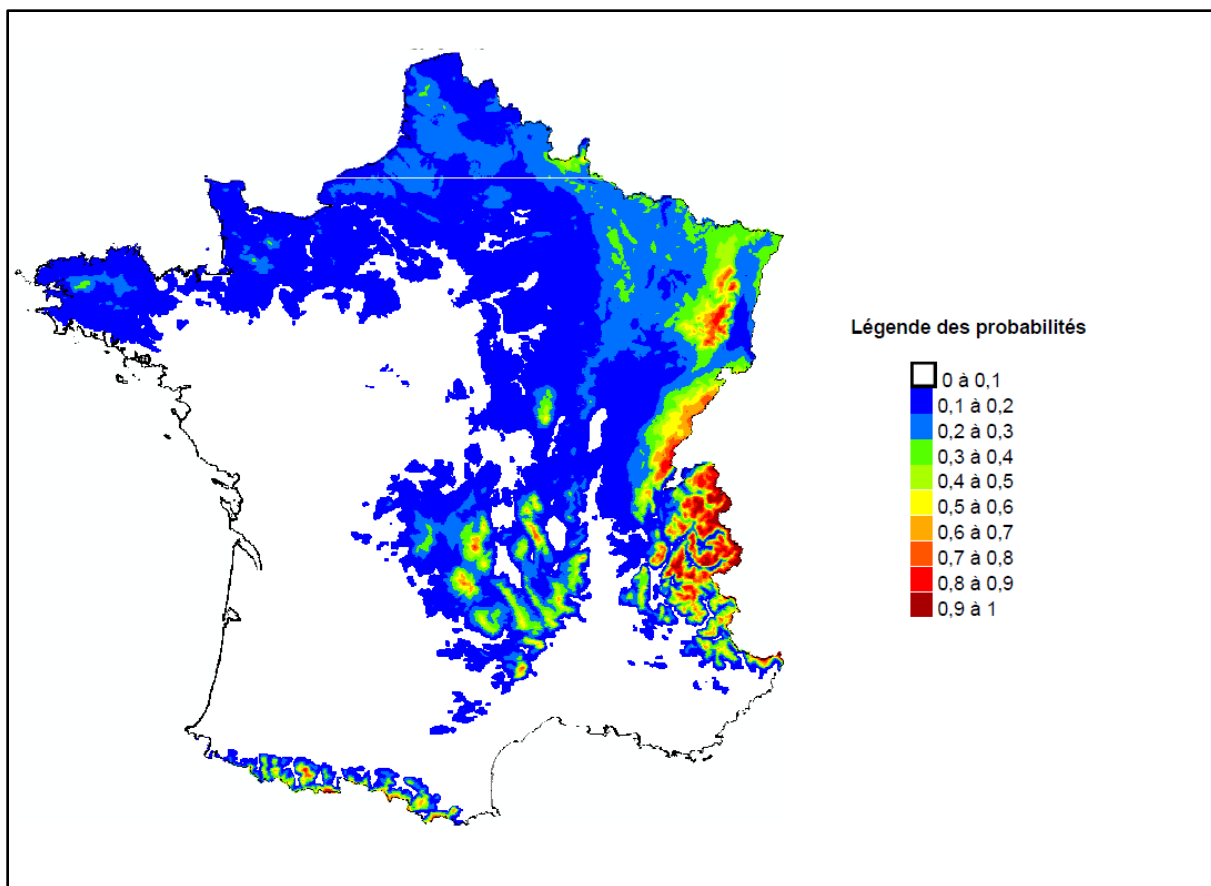 Légende des probabilités
0 à 0,1
0,1 à 0,2
0,2 à 0,3
0,3 à 0,4
0,4 à 0,5
0,5 à 0,6
0,6 à 0,7
0,7 à 0,8
0,8 à 0,9
0,9 à 1